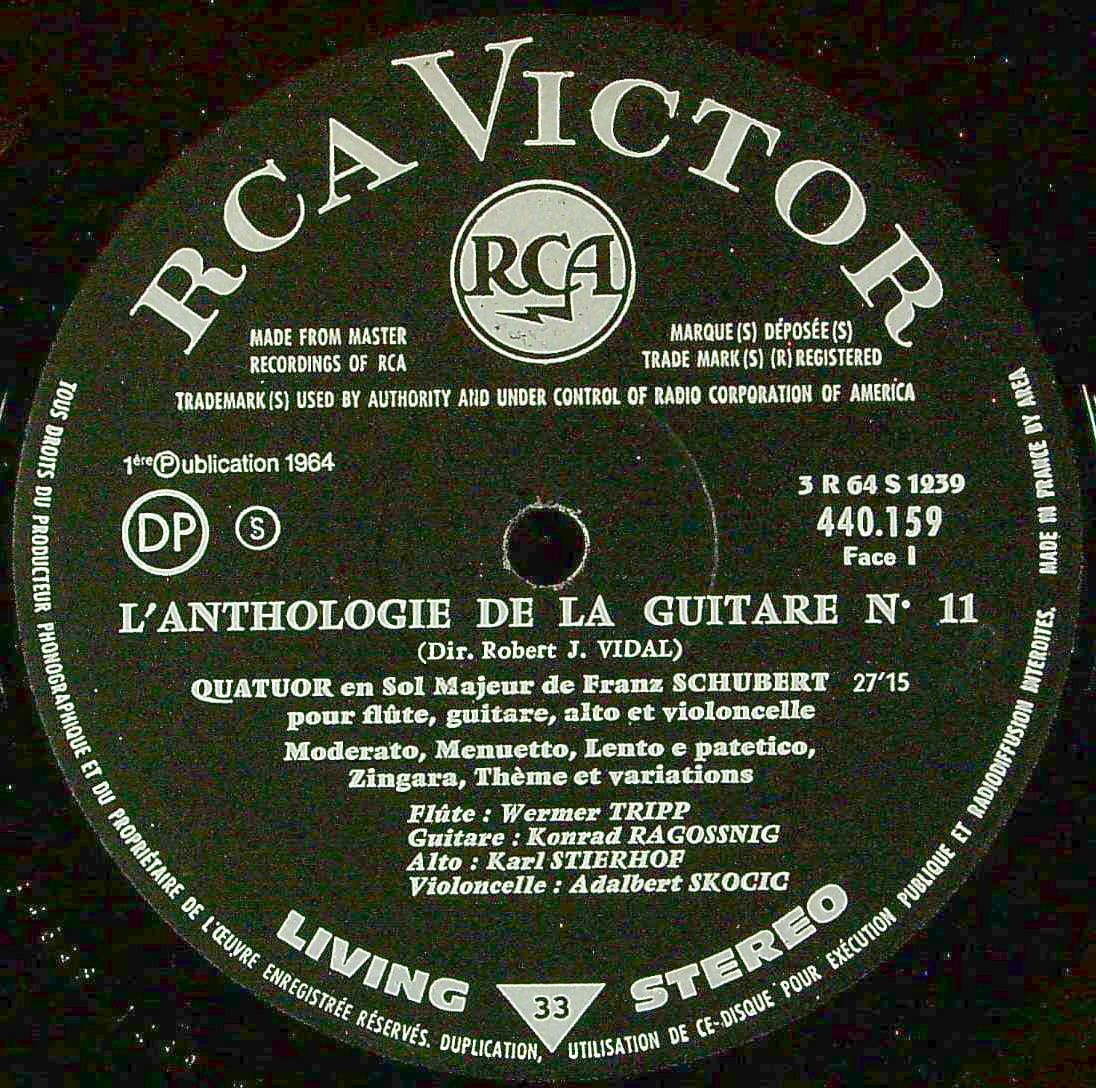 RCA VICTOR
RCA
MADE FROM MASTER
RECORDINGS OF RCA
MARQUE(S) DÉPOSÉE(S)
TRADE MARK(S) (R) REGISTERED
TRADEMARK(S) USED BY AUTHORITY AND UNDER CONTROL OF RADIO CORPORATION OF AMERICA
1ère Ⓟublication 1964
DP
S
3 R 64 S 1239
440.159
Face I
L'ANTHOLOGIE DE LA GUITARE N• 11
(Dir. Robert J. VIDAL)
QUATUOR en Sol Majeur de Franz SCHUBERT 27'15
pour flûte, guitare, alto et violoncelle
Moderato, Menuetto, Lento e patetico,
Zingara, Thème et variations
Flûte : Wermer TRIPP
Guitare : Konrad RAGOSSNIG
Alto : Karl STIERHOF
Violoncelle : Adalbert SKOCIC
LIVING 33 STEREO
TOUS DROITS DU PRODUCTEUR PHONOGRAPHIQUE ET DU PROPRIÉTAIRE DE L'ŒUVRE ENREGISTRÉE RÉSERVÉS. DUPLICATION, UTILISATION DE CE-DISQUE POUR EXÉCUTION PUBLIQUE ET RADIODIFFUSION INTERDITES. MADE IN FRANCE BY AREA